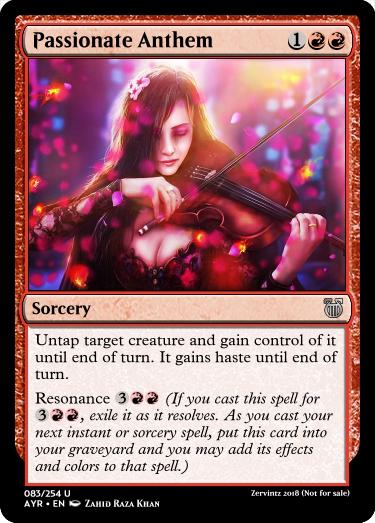 Passionate Anthem 1
Sorcery
Untap target creature and gain control of it
until end of turn. It gains haste until end of
turn.
Resonance 3 (If you cast this spell for
3, exile it as it resolves. As you cast your
next instant or sorcery spell, put this card into
your graveyard and you may add its effects
and colors to that spell.)
083/254 U
Zervintz 2018 (Not for sale)
AYR • EN Zahid Raza Khan